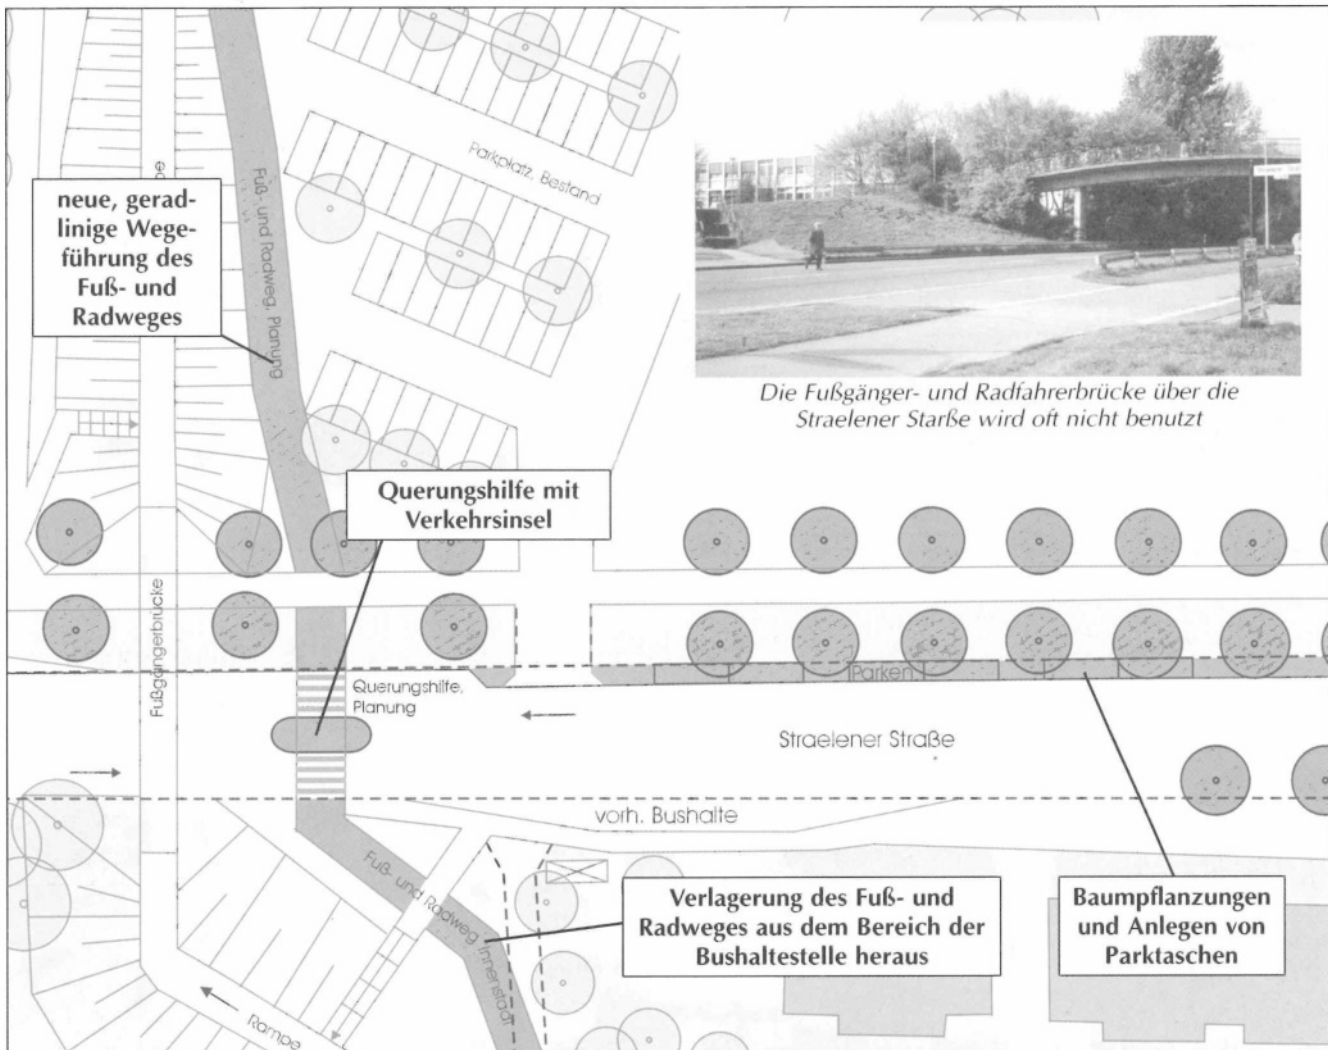 neue, gerad-
linige Wege-
führung des
Fuß- und
Radweges
Fuß- und Radweg, Planung
Parkplatz, Bestand
Die Fußgänger- und Radfahrerbrücke über die
Straelener Starße wird oft nicht benutzt
Querungshilfe mit
Verkehrsinsel
Fußgängerbrücke
Querungshilfe,
Planung
Parken
Straelener Straße
vorh. Bushalte
Fuß- und Radweg Innenstadt
Verlagerung des Fuß- und
Radweges aus dem Bereich der
Bushaltestelle heraus
Baumpflanzungen
und Anlegen von
Parktaschen
Rampe